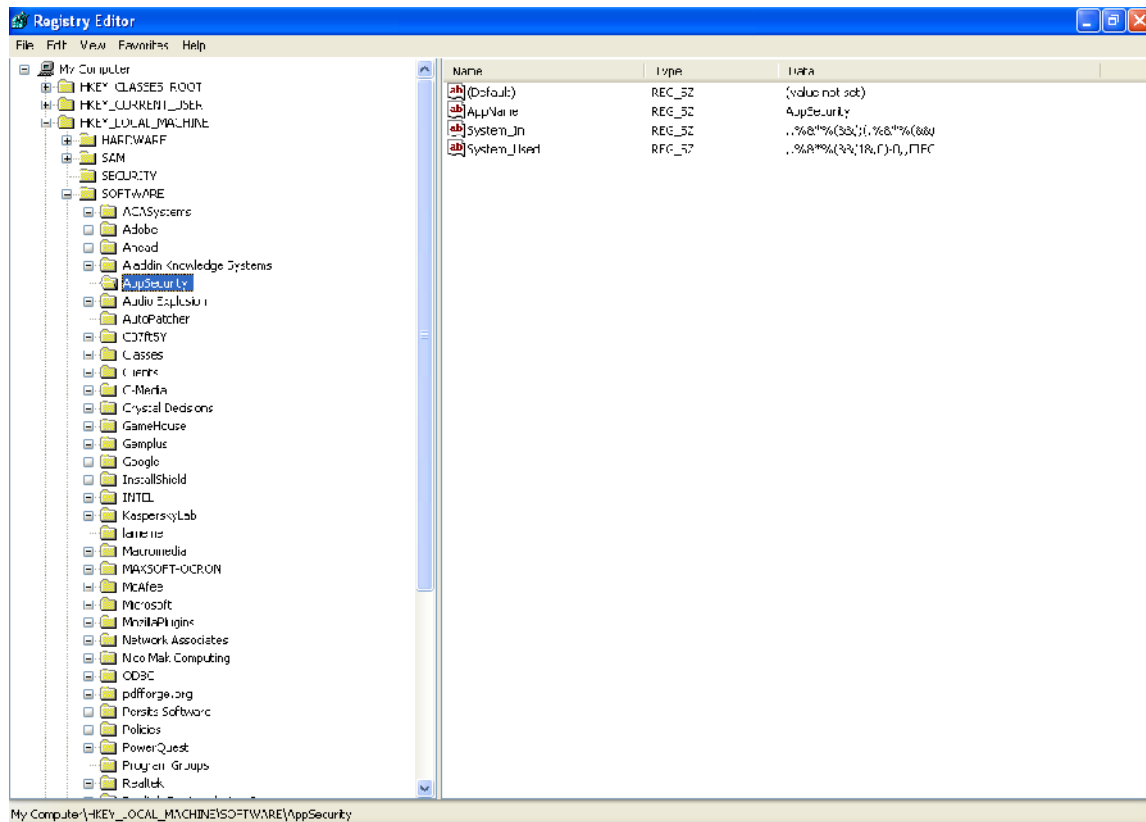 Registry Editor
File Edit View Favorites Help
My Computer
HKEY_CLASSES_ROOT
HKEY_CURRENT_USER
HKEY_LOCAL_MACHINE
HARDWARE
SAM
SECURITY
SOFTWARE
ACASystems
Adobe
Ahead
Aladdin Knowledge Systems
AppSecurity
Audio Explosion
AutoPatcher
C07ft5Y
Classes
Clients
C-Media
Crystal Decisions
GameHouse
Gemplus
Google
InstallShield
INTEL
KasperskyLab
Macromedia
MAXSOFT-OCRON
McAfee
Microsoft
MozillaPlugins
Network Associates
Nico Mak Computing
ODBC
pdfforge.org
Persits Software
Policies
PowerQuest
Program Groups
Realtek
Name Type Data
(Default) REG_SZ (value not set)
AppName REG_SZ AppSecurity
System_In REG_SZ
System_Used REG_SZ
My Computer\HKEY_LOCAL_MACHINE\SOFTWARE\AppSecurity